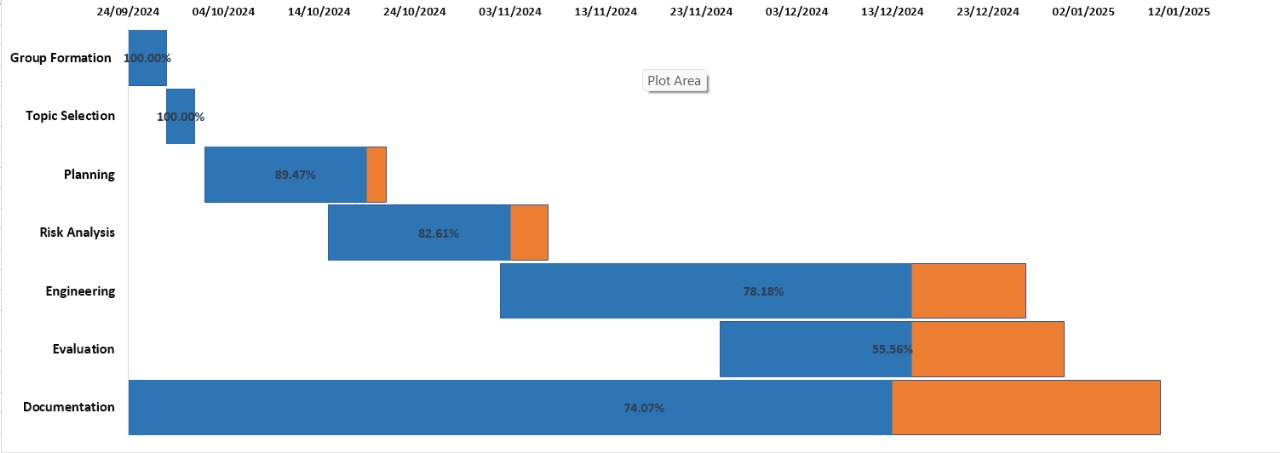 24/09/2024 04/10/2024 14/10/2024 24/10/2024 03/11/2024 13/11/2024 23/11/2024 03/12/2024 13/12/2024 23/12/2024 02/01/2025 12/01/2025
Group Formation 100.00%
Plot Area
Topic Selection 100.00%
Planning 89.47%
Risk Analysis 82.61%
Engineering 78.18%
Evaluation 55.56%
Documentation 74.07%